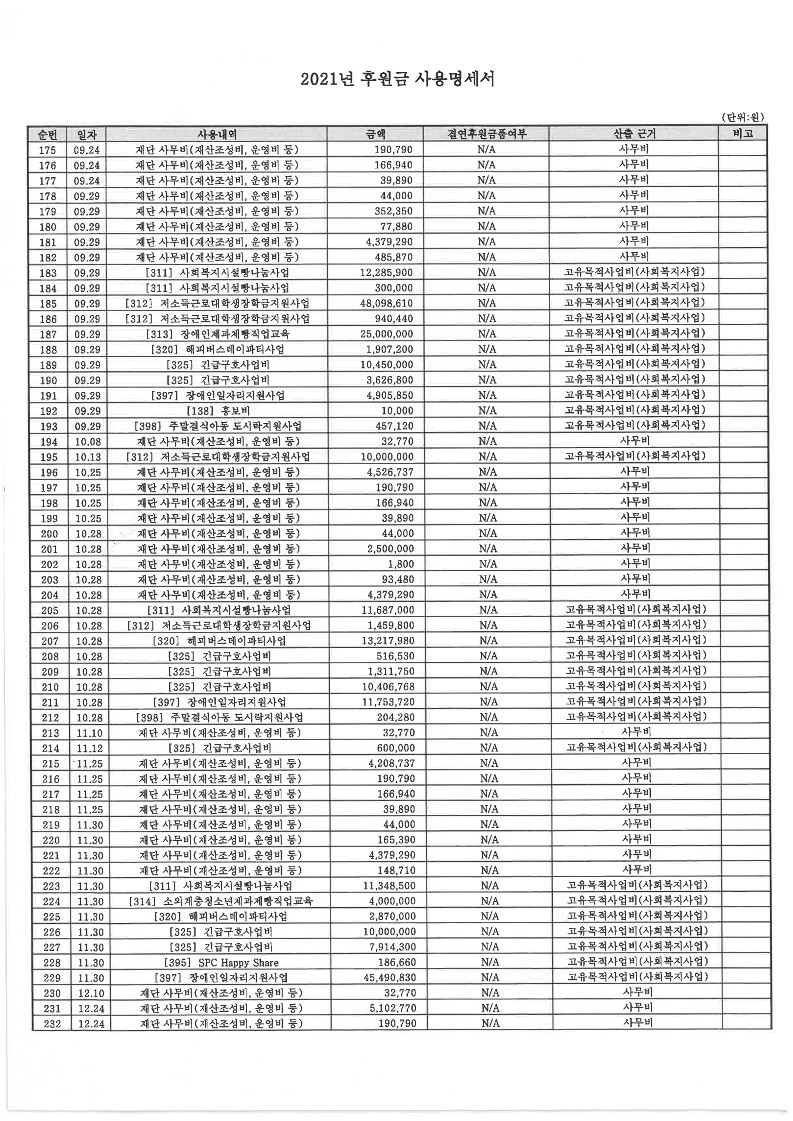 2021년 후원금 사용명세서
(단위:원)
순번 일자 사용내역 금액 결연후원금품여부 산출 근거 비고
175 09.24 재단 사무비(재산조성비, 운영비 등) 190,790 N/A 사무비
176 09.24 재단 사무비(재산조성비, 운영비 등) 166,940 N/A 사무비
177 09.24 재단 사무비(재산조성비, 운영비 등) 39,890 N/A 사무비
178 09.29 재단 사무비(재산조성비, 운영비 등) 44,000 N/A 사무비
179 09.29 재단 사무비(재산조성비, 운영비 등) 352,350 N/A 사무비
180 09.29 재단 사무비(재산조성비, 운영비 등) 77,880 N/A 사무비
181 09.29 재단 사무비(재산조성비, 운영비 등) 4,379,290 N/A 사무비
182 09.29 재단 사무비(재산조성비, 운영비 등) 485,870 N/A 사무비
183 09.29 [311] 사회복지시설빵나눔사업 12,285,900 N/A 고유목적사업비(사회복지사업)
184 09.29 [311] 사회복지시설빵나눔사업 300,000 N/A 고유목적사업비(사회복지사업)
185 09.29 [312] 저소득근로대학생장학금지원사업 48,098,610 N/A 고유목적사업비(사회복지사업)
186 09.29 [312] 저소득근로대학생장학금지원사업 940,440 N/A 고유목적사업비(사회복지사업)
187 09.29 [313] 장애인제과제빵직업교육 25,000,000 N/A 고유목적사업비(사회복지사업)
188 09.29 [320] 해피버스데이파티사업 1,907,200 N/A 고유목적사업비(사회복지사업)
189 09.29 [325] 긴급구호사업비 10,450,000 N/A 고유목적사업비(사회복지사업)
190 09.29 [325] 긴급구호사업비 3,626,800 N/A 고유목적사업비(사회복지사업)
191 09.29 [397] 장애인일자리지원사업 4,905,850 N/A 고유목적사업비(사회복지사업)
192 09.29 [138] 홍보비 10,000 N/A 고유목적사업비(사회복지사업)
193 09.29 [398] 주말결식아동 도시락지원사업 457,120 N/A 고유목적사업비(사회복지사업)
194 10.08 재단 사무비(재산조성비, 운영비 등) 32,770 N/A 사무비
195 10.13 [312] 저소득근로대학생장학금지원사업 10,000,000 N/A 고유목적사업비(사회복지사업)
196 10.25 재단 사무비(재산조성비, 운영비 등) 4,526,737 N/A 사무비
197 10.25 재단 사무비(재산조성비, 운영비 등) 190,790 N/A 사무비
198 10.25 재단 사무비(재산조성비, 운영비 등) 166,940 N/A 사무비
199 10.25 재단 사무비(재산조성비, 운영비 등) 39,890 N/A 사무비
200 10.28 재단 사무비(재산조성비, 운영비 등) 44,000 N/A 사무비
201 10.28 재단 사무비(재산조성비, 운영비 등) 2,500,000 N/A 사무비
202 10.28 재단 사무비(재산조성비, 운영비 등) 1,800 N/A 사무비
203 10.28 재단 사무비(재산조성비, 운영비 등) 93,480 N/A 사무비
204 10.28 재단 사무비(재산조성비, 운영비 등) 4,379,290 N/A 사무비
205 10.28 [311] 사회복지시설빵나눔사업 11,687,000 N/A 고유목적사업비(사회복지사업)
206 10.28 [312] 저소득근로대학생장학금지원사업 1,459,800 N/A 고유목적사업비(사회복지사업)
207 10.28 [320] 해피버스데이파티사업 13,217,980 N/A 고유목적사업비(사회복지사업)
208 10.28 [325] 긴급구호사업비 516,530 N/A 고유목적사업비(사회복지사업)
209 10.28 [325] 긴급구호사업비 1,311,750 N/A 고유목적사업비(사회복지사업)
210 10.28 [325] 긴급구호사업비 10,406,768 N/A 고유목적사업비(사회복지사업)
211 10.28 [397] 장애인일자리지원사업 11,753,720 N/A 고유목적사업비(사회복지사업)
212 10.28 [398] 주말결식아동 도시락지원사업 204,280 N/A 고유목적사업비(사회복지사업)
213 11.10 재단 사무비(재산조성비, 운영비 등) 32,770 N/A 사무비
214 11.12 [325] 긴급구호사업비 600,000 N/A 고유목적사업비(사회복지사업)
215 11.25 재단 사무비(재산조성비, 운영비 등) 4,208,737 N/A 사무비
216 11.25 재단 사무비(재산조성비, 운영비 등) 190,790 N/A 사무비
217 11.25 재단 사무비(재산조성비, 운영비 등) 166,940 N/A 사무비
218 11.25 재단 사무비(재산조성비, 운영비 등) 39,890 N/A 사무비
219 11.30 재단 사무비(재산조성비, 운영비 등) 44,000 N/A 사무비
220 11.30 재단 사무비(재산조성비, 운영비 등) 165,390 N/A 사무비
221 11.30 재단 사무비(재산조성비, 운영비 등) 4,379,290 N/A 사무비
222 11.30 재단 사무비(재산조성비, 운영비 등) 148,710 N/A 사무비
223 11.30 [311] 사회복지시설빵나눔사업 11,348,500 N/A 고유목적사업비(사회복지사업)
224 11.30 [314] 소외계층청소년제과제빵직업교육 4,000,000 N/A 고유목적사업비(사회복지사업)
225 11.30 [320] 해피버스데이파티사업 2,870,000 N/A 고유목적사업비(사회복지사업)
226 11.30 [325] 긴급구호사업비 10,000,000 N/A 고유목적사업비(사회복지사업)
227 11.30 [325] 긴급구호사업비 7,914,300 N/A 고유목적사업비(사회복지사업)
228 11.30 [395] SPC Happy Share 186,660 N/A 고유목적사업비(사회복지사업)
229 11.30 [397] 장애인일자리지원사업 45,490,830 N/A 고유목적사업비(사회복지사업)
230 12.10 재단 사무비(재산조성비, 운영비 등) 32,770 N/A 사무비
231 12.24 재단 사무비(재산조성비, 운영비 등) 5,102,770 N/A 사무비
232 12.24 재단 사무비(재산조성비, 운영비 등) 190,790 N/A 사무비